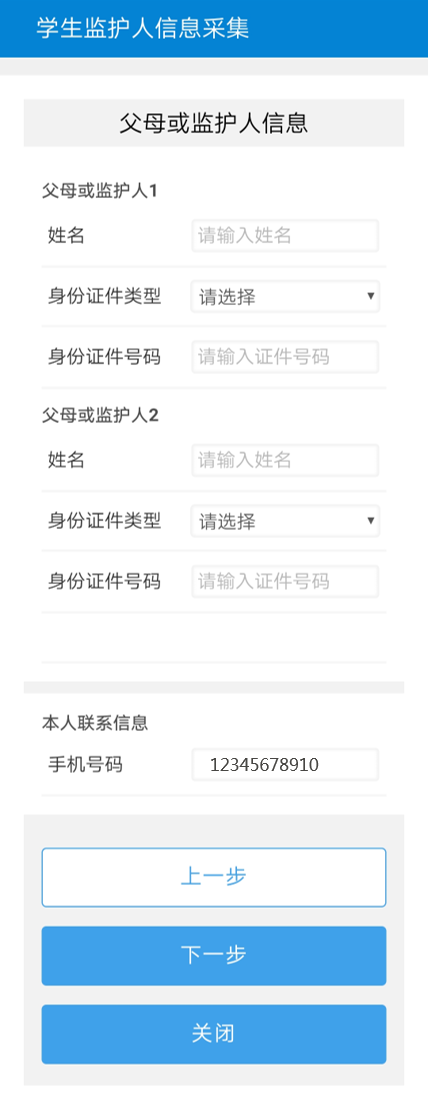 学生监护人信息采集
父母或监护人信息
父母或监护人1
姓名 请输入姓名
身份证件类型 请选择
身份证件号码 请输入证件号码
父母或监护人2
姓名 请输入姓名
身份证件类型 请选择
身份证件号码 请输入证件号码
本人联系信息
手机号码 12345678910
上一步
下一步
关闭